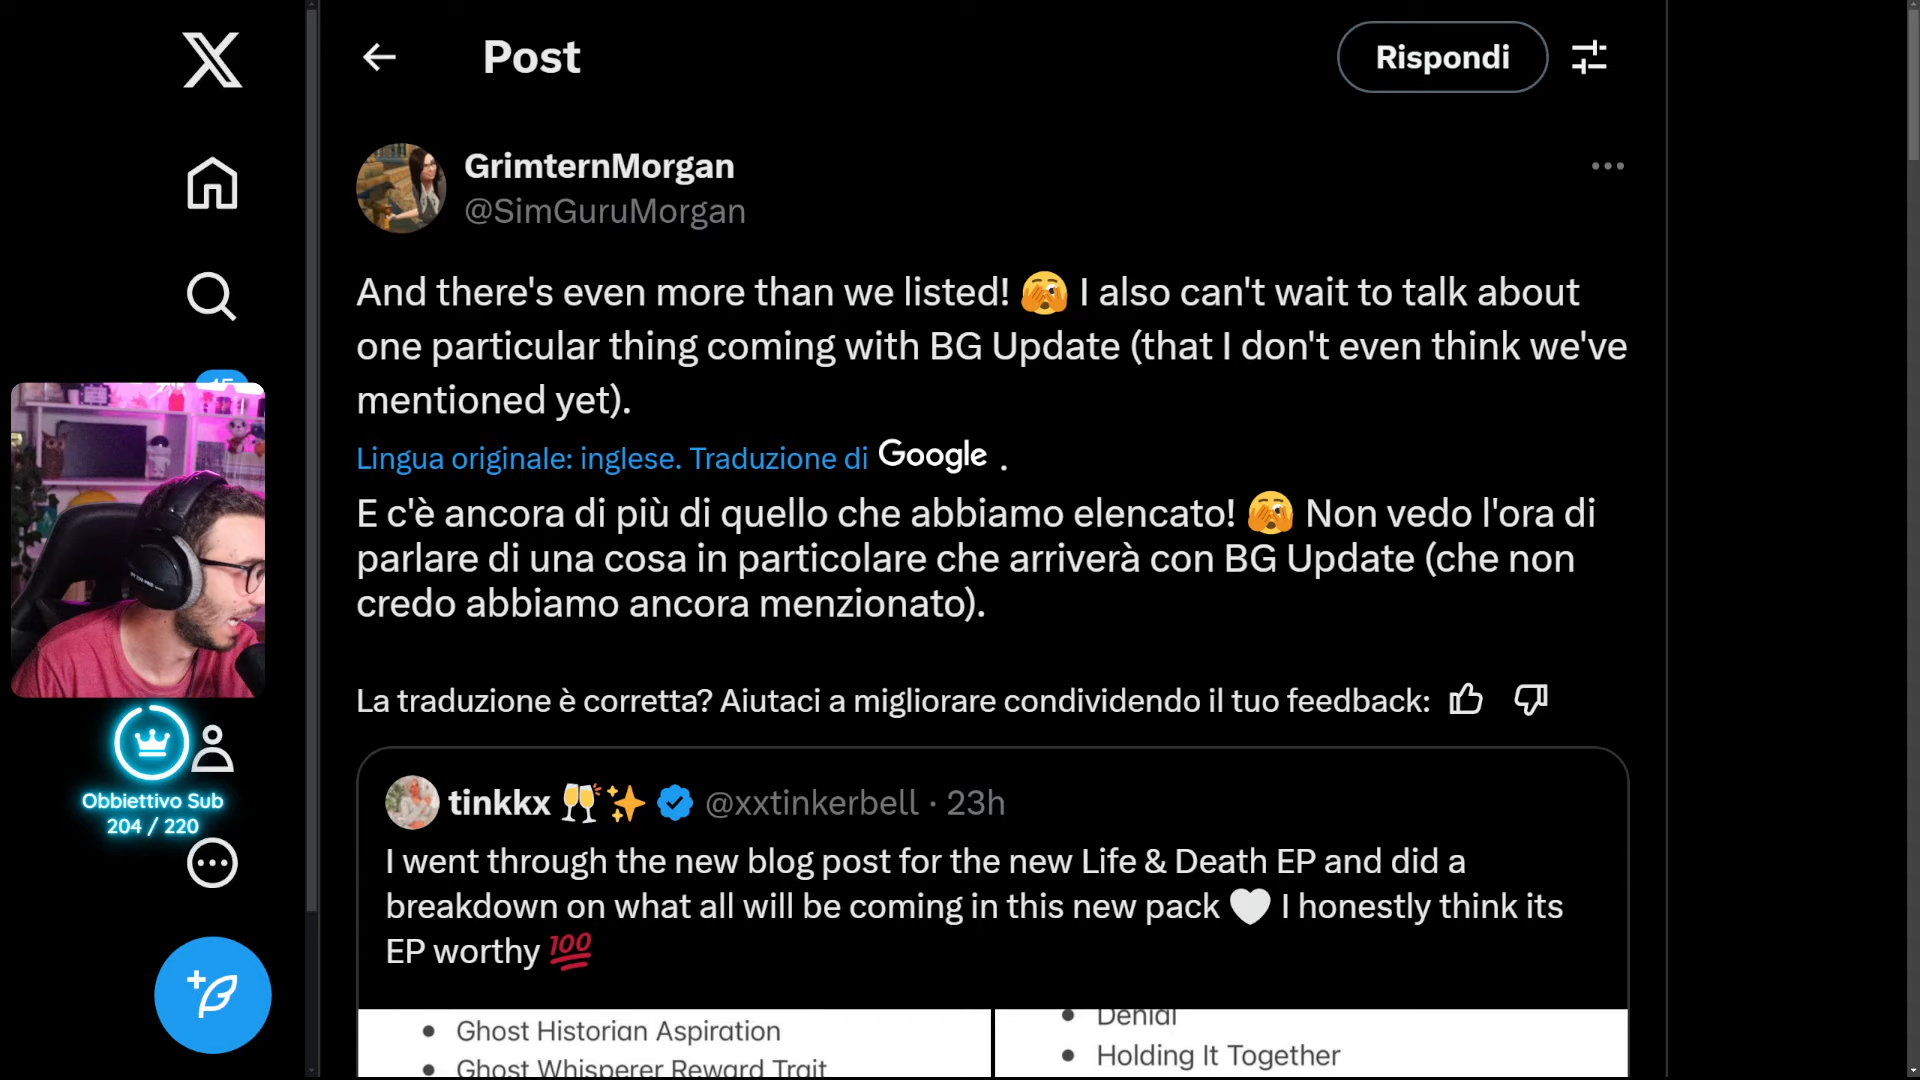 Post
Rispondi
GrimternMorgan
@SimGuruMorgan
And there's even more than we listed! 🫣 I also can't wait to talk about
one particular thing coming with BG Update (that I don't even think we've
mentioned yet).
Lingua originale: inglese. Traduzione di Google .
E c'è ancora di più di quello che abbiamo elencato! 🫣 Non vedo l'ora di
parlare di una cosa in particolare che arriverà con BG Update (che non
credo abbiamo ancora menzionato).
La traduzione è corretta? Aiutaci a migliorare condividendo il tuo feedback:
Obbiettivo Sub
204 / 220
tinkkx 🥂✨ @xxtinkerbell · 23h
I went through the new blog post for the new Life & Death EP and did a
breakdown on what all will be coming in this new pack 🤍 I honestly think its
EP worthy 💯
• Ghost Historian Aspiration
• Ghost Whisperer Reward Trait
• Denial
• Holding It Together